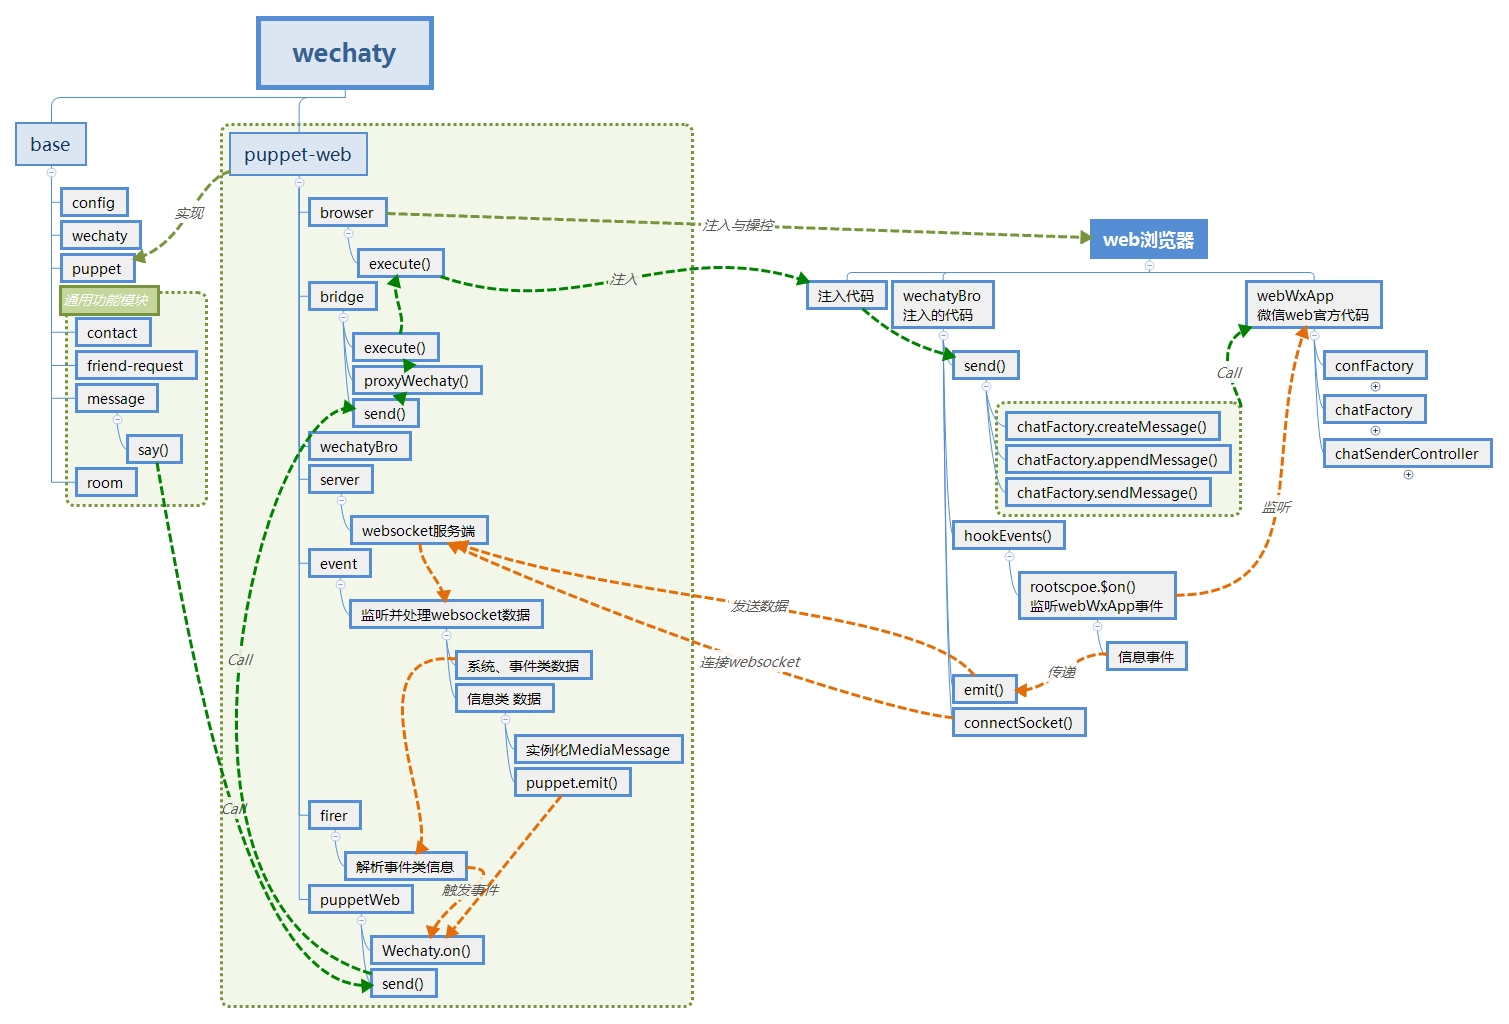 wechaty
base
config
wechaty
puppet
实现
通用功能模块
contact
friend-request
message
say()
room
Call
Call
puppet-web
browser
execute()
bridge
execute()
proxyWechaty()
send()
wechatyBro
server
websocket服务端
event
监听并处理websocket数据
系统、事件类数据
信息类 数据
实例化MediaMessage
puppet.emit()
firer
解析事件类信息
触发事件
puppetWeb
Wechaty.on()
send()
注入与操控
注入
发送数据
连接websocket
web浏览器
注入代码
wechatyBro
注入的代码
send()
chatFactory.createMessage()
chatFactory.appendMessage()
chatFactory.sendMessage()
Call
hookEvents()
rootscpoe.$on()
监听webWxApp事件
信息事件
传递
监听
emit()
connectSocket()
webWxApp
微信web官方代码
confFactory
chatFactory
chatSenderController